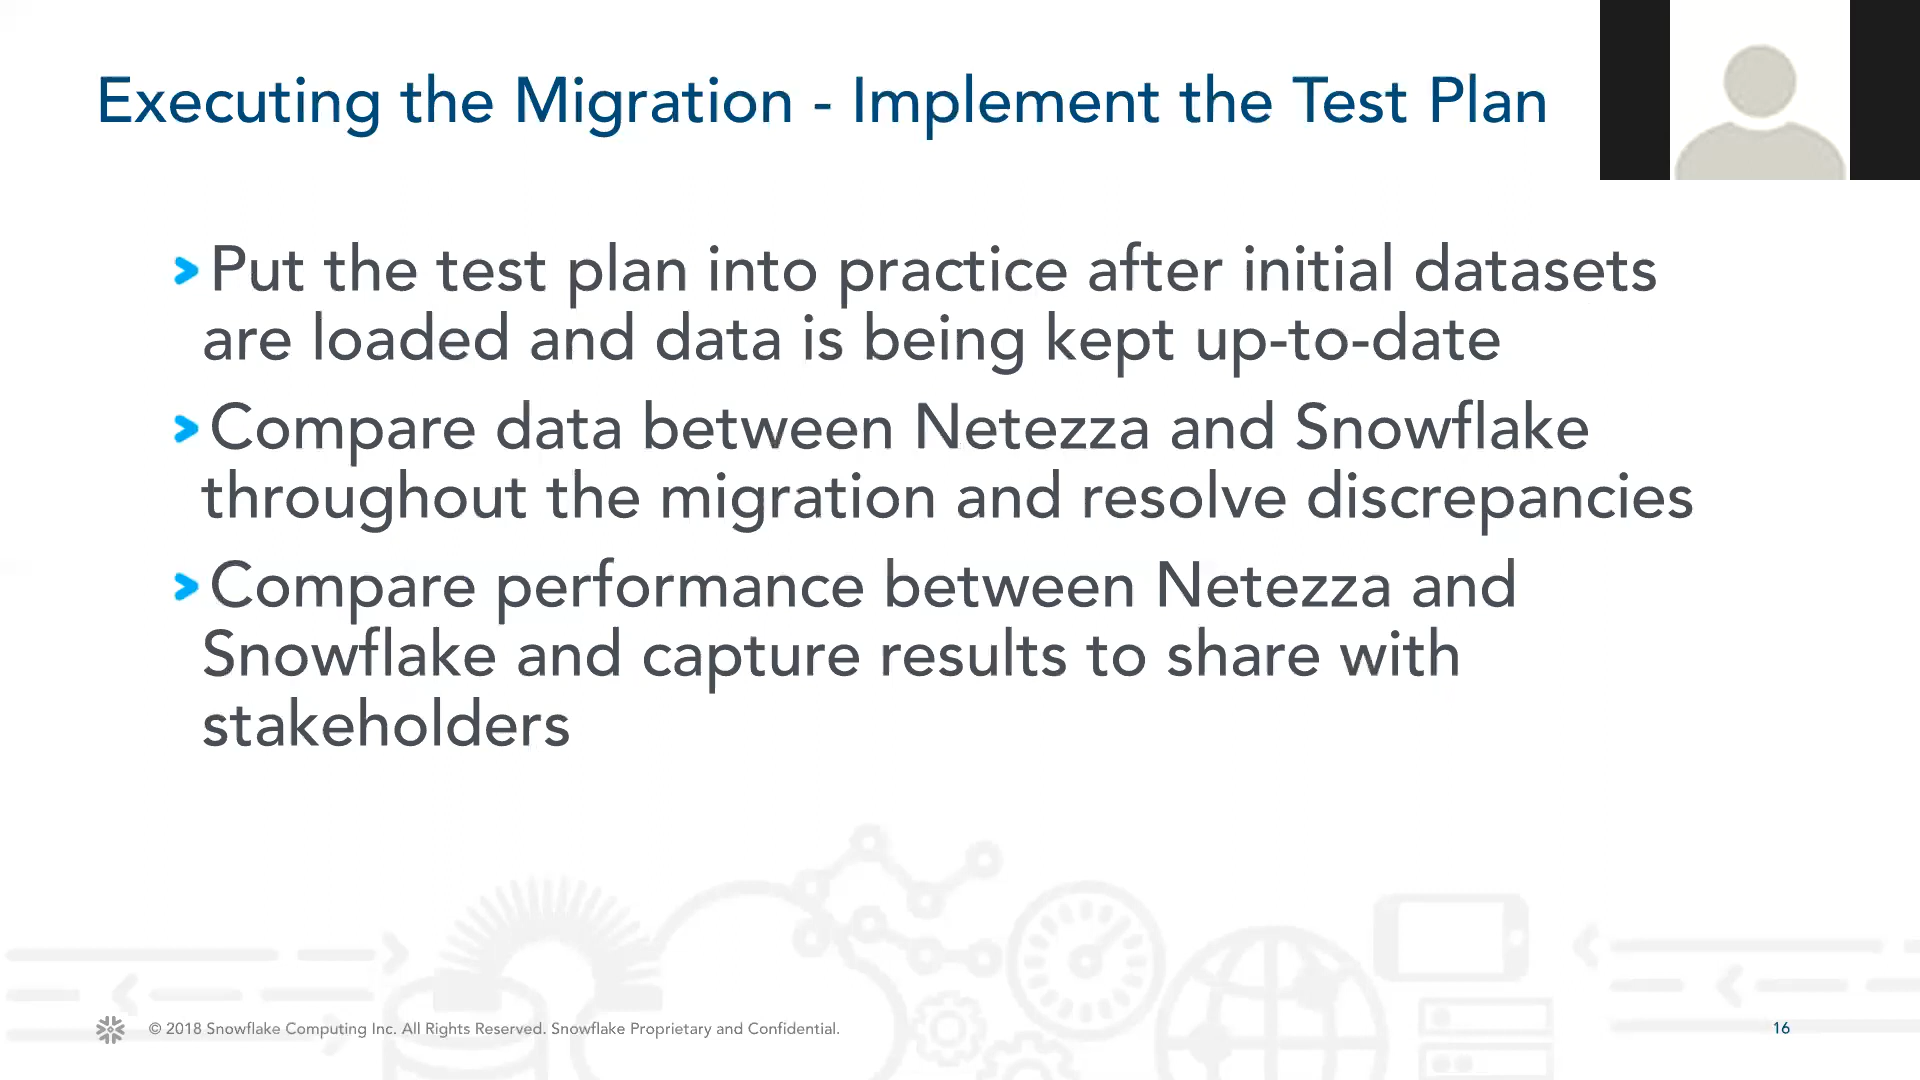 Executing the Migration - Implement the Test Plan
Put the test plan into practice after initial datasets
are loaded and data is being kept up-to-date
Compare data between Netezza and Snowflake
throughout the migration and resolve discrepancies
Compare performance between Netezza and
Snowflake and capture results to share with
stakeholders
© 2018 Snowflake Computing Inc. All Rights Reserved. Snowflake Proprietary and Confidential.
16